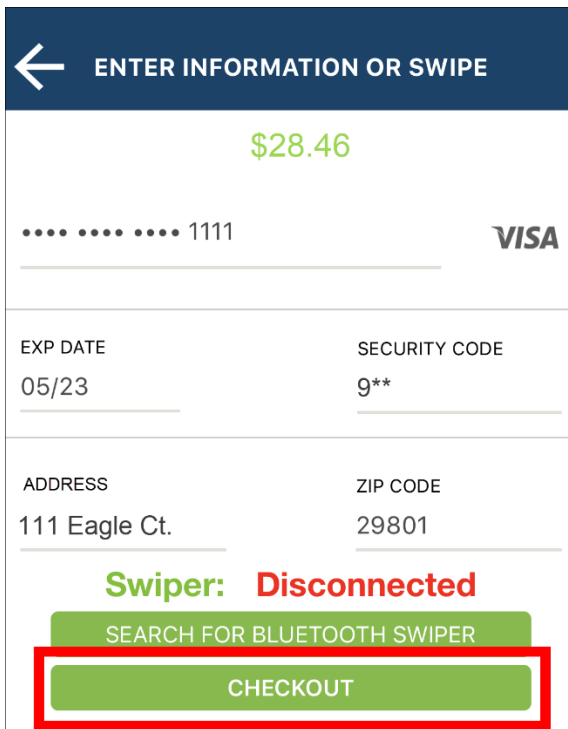 ENTER INFORMATION OR SWIPE
$28.46
•••• •••• •••• 1111 VISA
EXP DATE SECURITY CODE
05/23 9**
ADDRESS ZIP CODE
111 Eagle Ct. 29801
Swiper: Disconnected
SEARCH FOR BLUETOOTH SWIPER
CHECKOUT